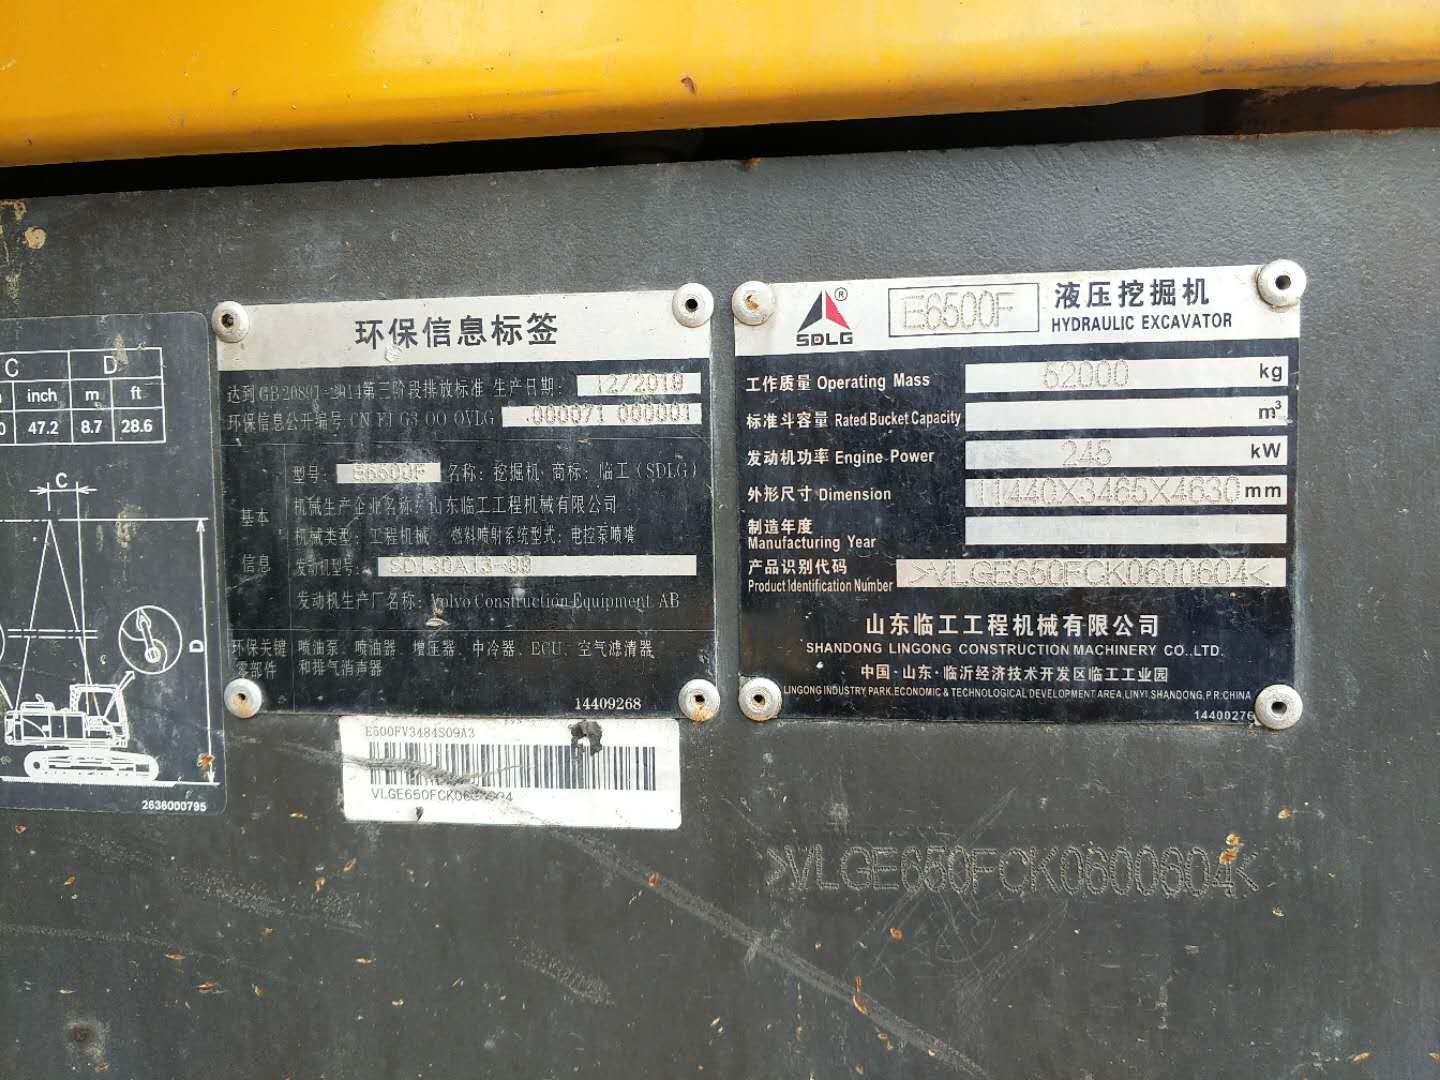 C D
inch m ft
47.2 8.7 28.6
C
D
2636000795
环保信息标签
达到GB20891-2014第三阶段排放标准 生产日期: 12/2018
环保信息公开编号 CN FJ G3 00 0VLG 000071 000001
型号: E6500F 名称: 挖掘机 商标: 临工(SDLG)
机械生产企业名称: 山东临工工程机械有限公司
机械类型: 工程机械 燃料喷射系统型式: 电控泵喷嘴
基本信息
发动机型号: SD130A
发动机生产厂名称: Volvo Construction Equipment AB
环保关键零部件
喷油泵、喷油器、增压器、中冷器、ECU、空气滤清器
和排气消声器
14409268
E600FV3484S09A3
SDLG ®
E6500F
液压挖掘机
HYDRAULIC EXCAVATOR
工作质量 Operating Mass 52000 kg
标准斗容量 Rated Bucket Capacity m³
发动机功率 Engine Power 245 kW
外形尺寸 Dimension 11440X3465X4630 mm
制造年度
Manufacturing Year
产品识别代码
Product Identification Number >VLGE650FCK0600604<
山东临工工程机械有限公司
SHANDONG LINGONG CONSTRUCTION MACHINERY CO.,LTD.
中国·山东·临沂经济技术开发区临工工业园
LINGONG INDUSTRY PARK.ECONOMIC & TECHNOLOGICAL DEVELOPMENT AREA,LINYI,SHANDONG,P.R.CHINA
14400276
>VLGE650FCK0600604<